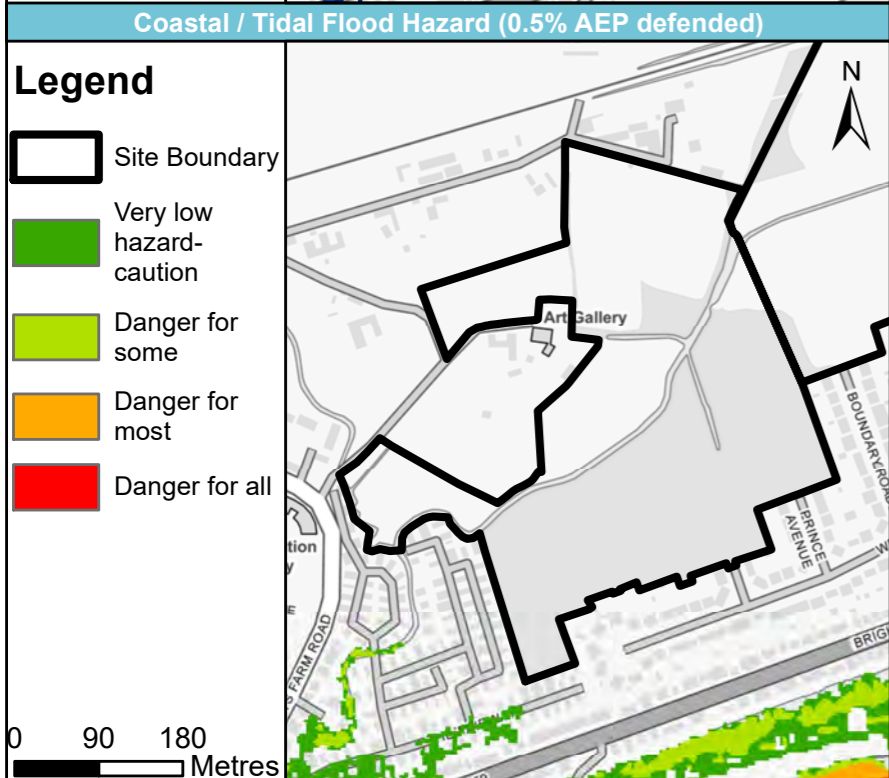 Coastal / Tidal Flood Hazard (0.5% AEP defended)
Legend
Site Boundary
Very low
hazard-
caution
Danger for
some
Danger for
most
Danger for all
0 90 180
Metres
N
Art Gallery
BOUNDARY ROAD
PRINCE
AVENUE
FARM ROAD